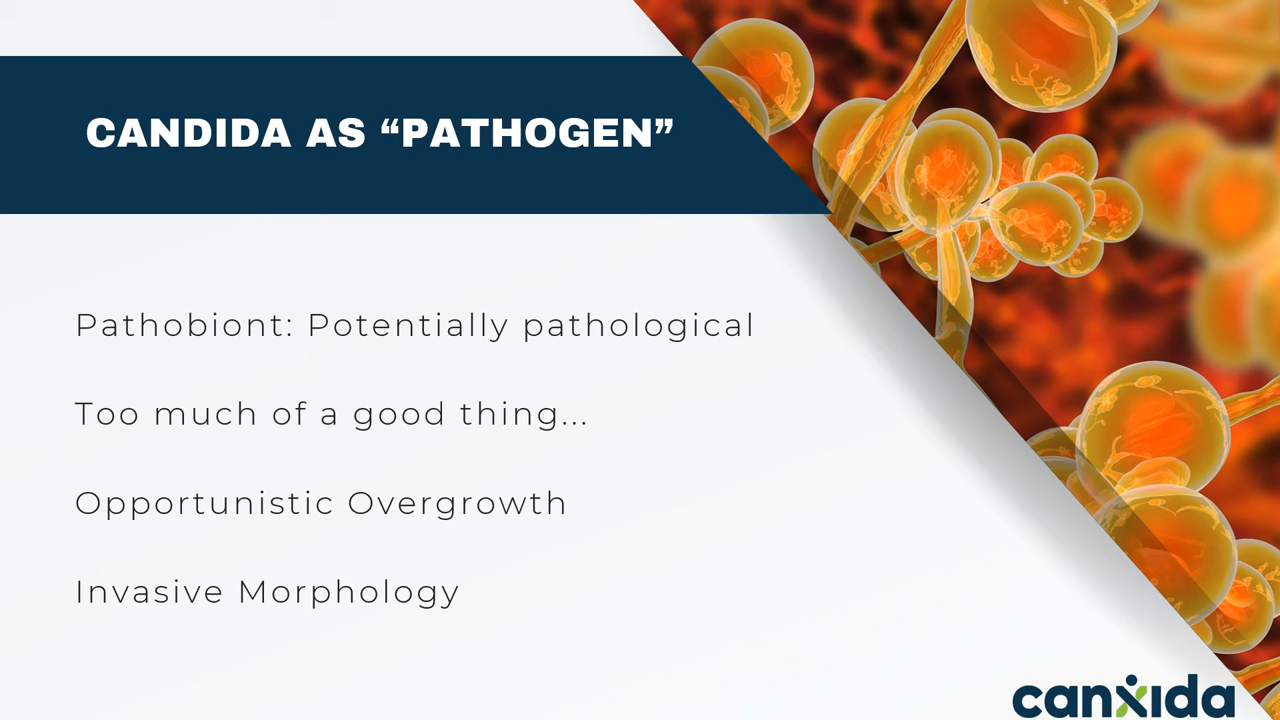 CANDIDA AS “PATHOGEN”
Pathobiont: Potentially pathological
Too much of a good thing...
Opportunistic Overgrowth
Invasive Morphology
canxida